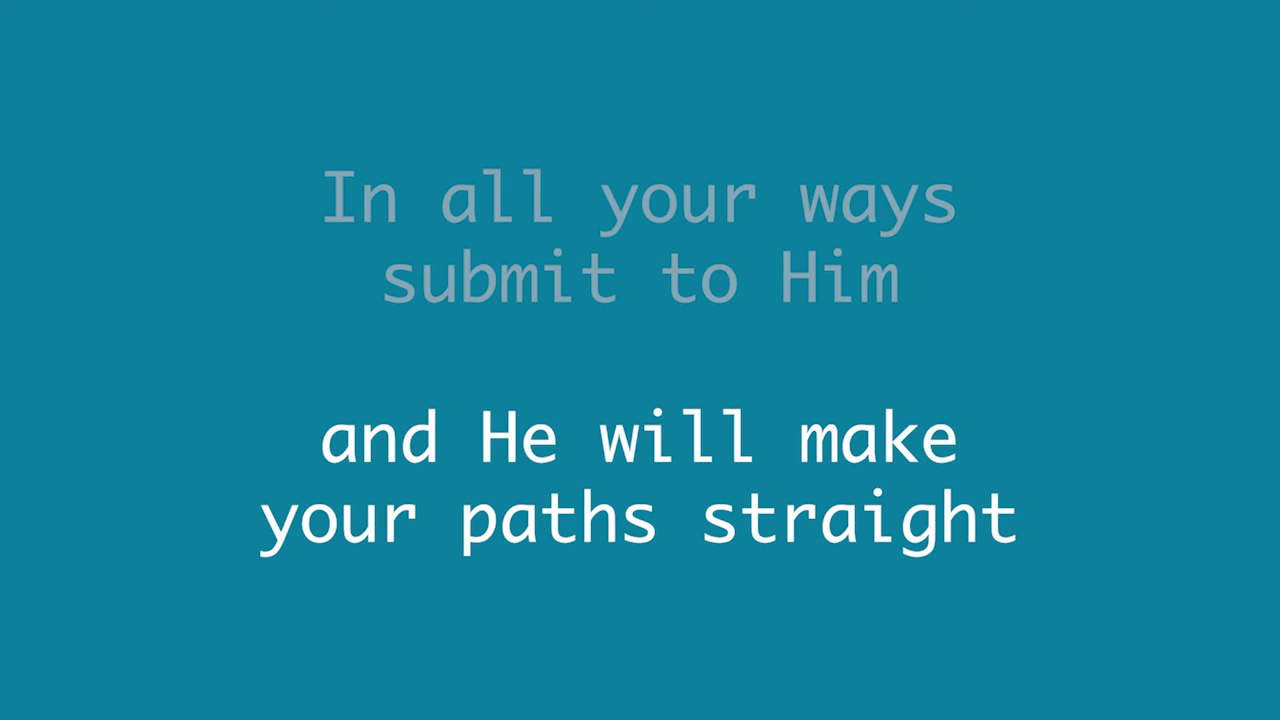 In all your ways
submit to Him
and He will make
your paths straight